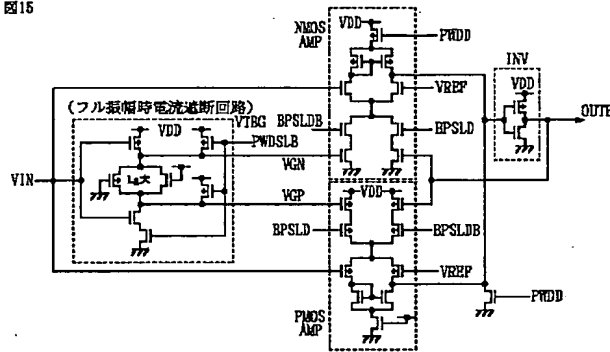 図15
NMOS
AMP
VDD
PWDD
INV
VDD
(フル振幅時電流遮断回路)
VREF
OUTB
VTBG
BPSLDB
BPSLD
VDD
PWDSLB
VGN
VIN
大
VGP
VDD
BPSLD
BPSLDB
VREF
PWDD
PMOS
AMP